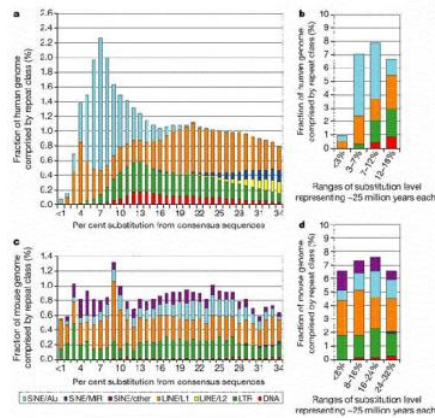 a
Fraction of human genome
comprised by repeat class (%)
2.6
2.4
2.2
2.0
1.8
1.6
1.4
1.2
1.0
0.8
0.6
0.4
0.2
0.0
<1 4 7 10 13 16 19 22 25 28 31 34
Per cent substitution from consensus sequences
b
Fraction of human genome
comprised by repeat class (%)
10
9
8
7
6
5
4
3
2
1
0
<3% 3–7% 7–12% 12–18%
Ranges of substitution level
representing ~25 million years each
c
Fraction of mouse genome
comprised by repeat class (%)
1.6
1.4
1.2
1.0
0.8
0.6
0.4
0.2
0.0
<1 4 7 10 13 16 19 22 25 28 31 34
Per cent substitution from consensus sequences
d
Fraction of mouse genome
comprised by repeat class (%)
10
9
8
7
6
5
4
3
2
1
0
8–16% 16–24% 24–32%
Ranges of substitution level
representing ~25 million years each
SINE/Alu SINE/MIR SINE/other LINE/L1 LINE/L2 LTR DNA